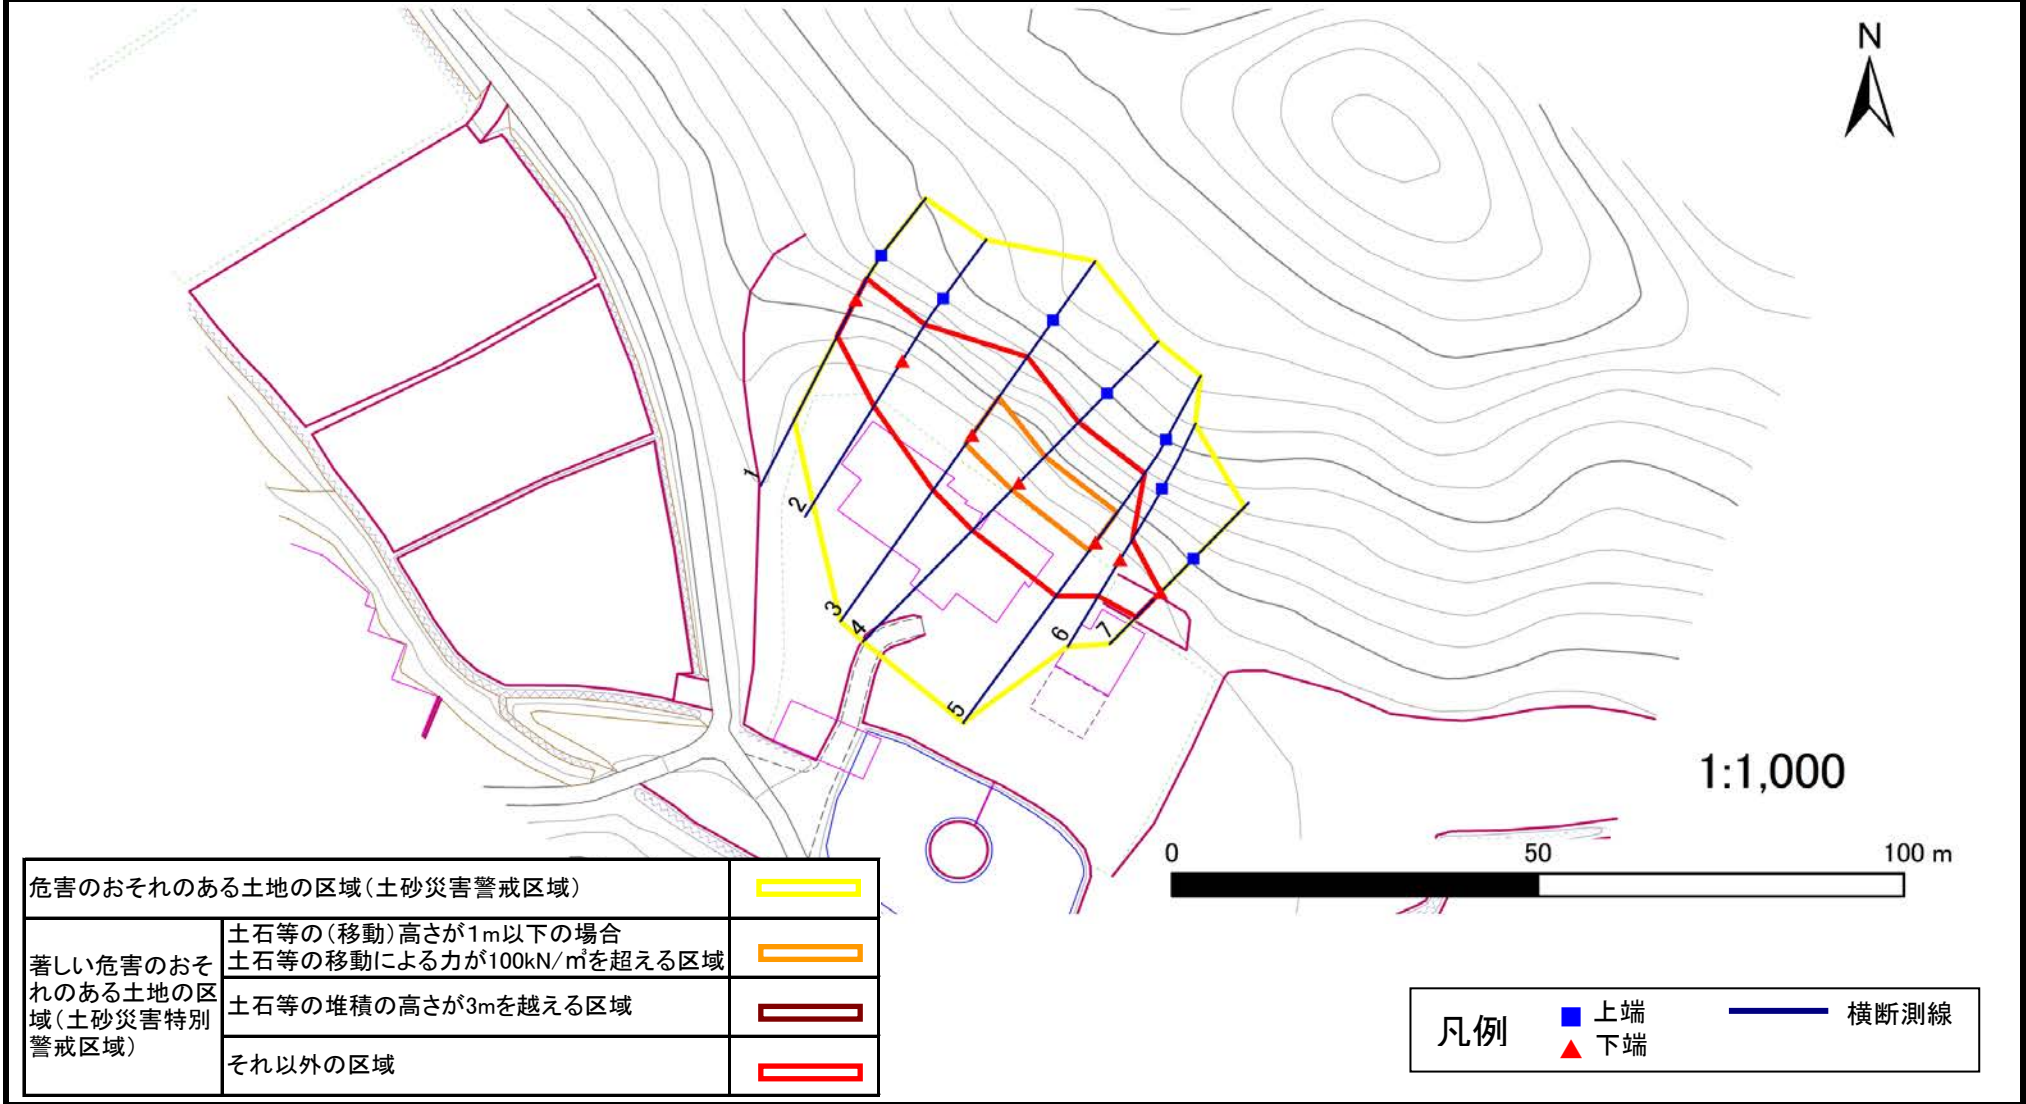 N
1
2
3
4
5
6
7
1:1,000
0 50 100 m
危害のおそれのある土地の区域(土砂災害警戒区域)
著しい危害のおそ
れのある土地の区
域(土砂災害特別
警戒区域)
土石等の(移動)高さが1m以下の場合
土石等の移動による力が100kN/㎡を超える区域
土石等の堆積の高さが3mを越える区域
それ以外の区域
凡例
上端
下端
横断測線